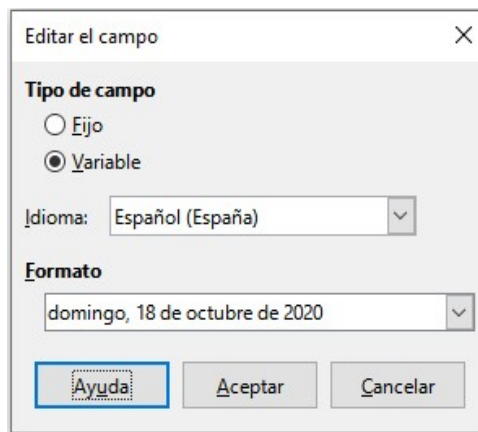 Editar el campo
Tipo de campo
Fijo
Variable
Idioma: Español (España)
Formato
domingo, 18 de octubre de 2020
Ayuda Aceptar Cancelar